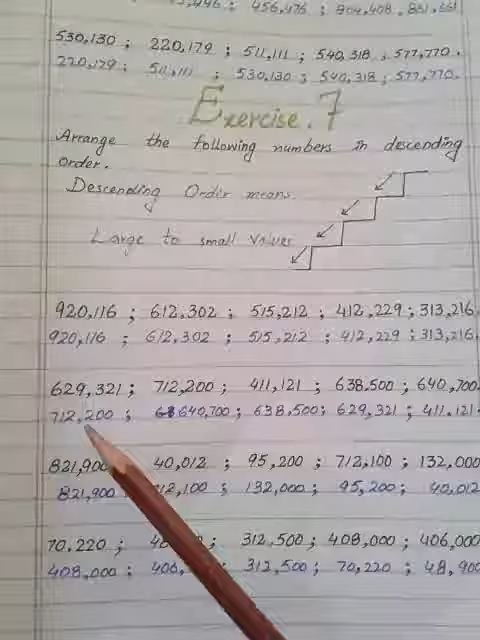 456,476 ; 304,408
530,130 ; 220,179 ; 511,111 ; 540,318 ; 577,770.
220,179 ; 511,111 ; 530,130 ; 540,318 ; 577,770.
Exercise.7
Arrange the following numbers in descending
order.
Descending Order means.
Large to small values
920,116 ; 612,302 ; 515,212 ; 412,229 ; 313,216.
920,116 ; 612,302 ; 515,212 ; 412,229 ; 313,216.
629,321 ; 712,200 ; 411,121 ; 638,500 ; 640,700.
712,200 ; 640,700 ; 638,500 ; 629,321 ; 411,121.
821,900 40,012 ; 95,200 ; 712,100 ; 132,000
821,900 712,100 ; 132,000 ; 95,200 ; 40,012
70.220 ; 312,500 ; 408,000 ; 406,000
408,000 ; 406, 312,500 ; 70,220 ; 48,900